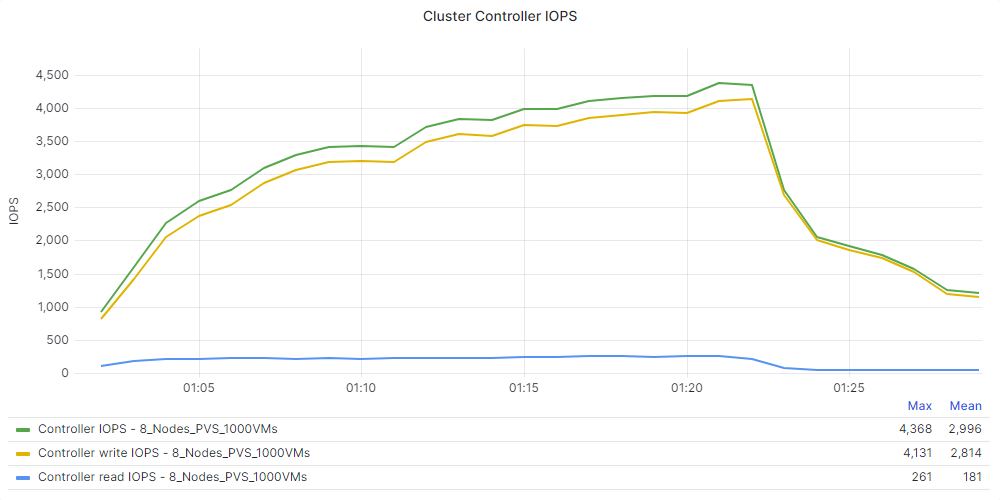 Cluster Controller IOPS
IOPS
4,500
4,000
3,500
3,000
2,500
2,000
1,500
1,000
500
0
01:05 01:10 01:15 01:20 01:25
Max Mean
Controller IOPS - 8_Nodes_PVS_1000VMs 4,368 2,996
Controller write IOPS - 8_Nodes_PVS_1000VMs 4,131 2,814
Controller read IOPS - 8_Nodes_PVS_1000VMs 261 181